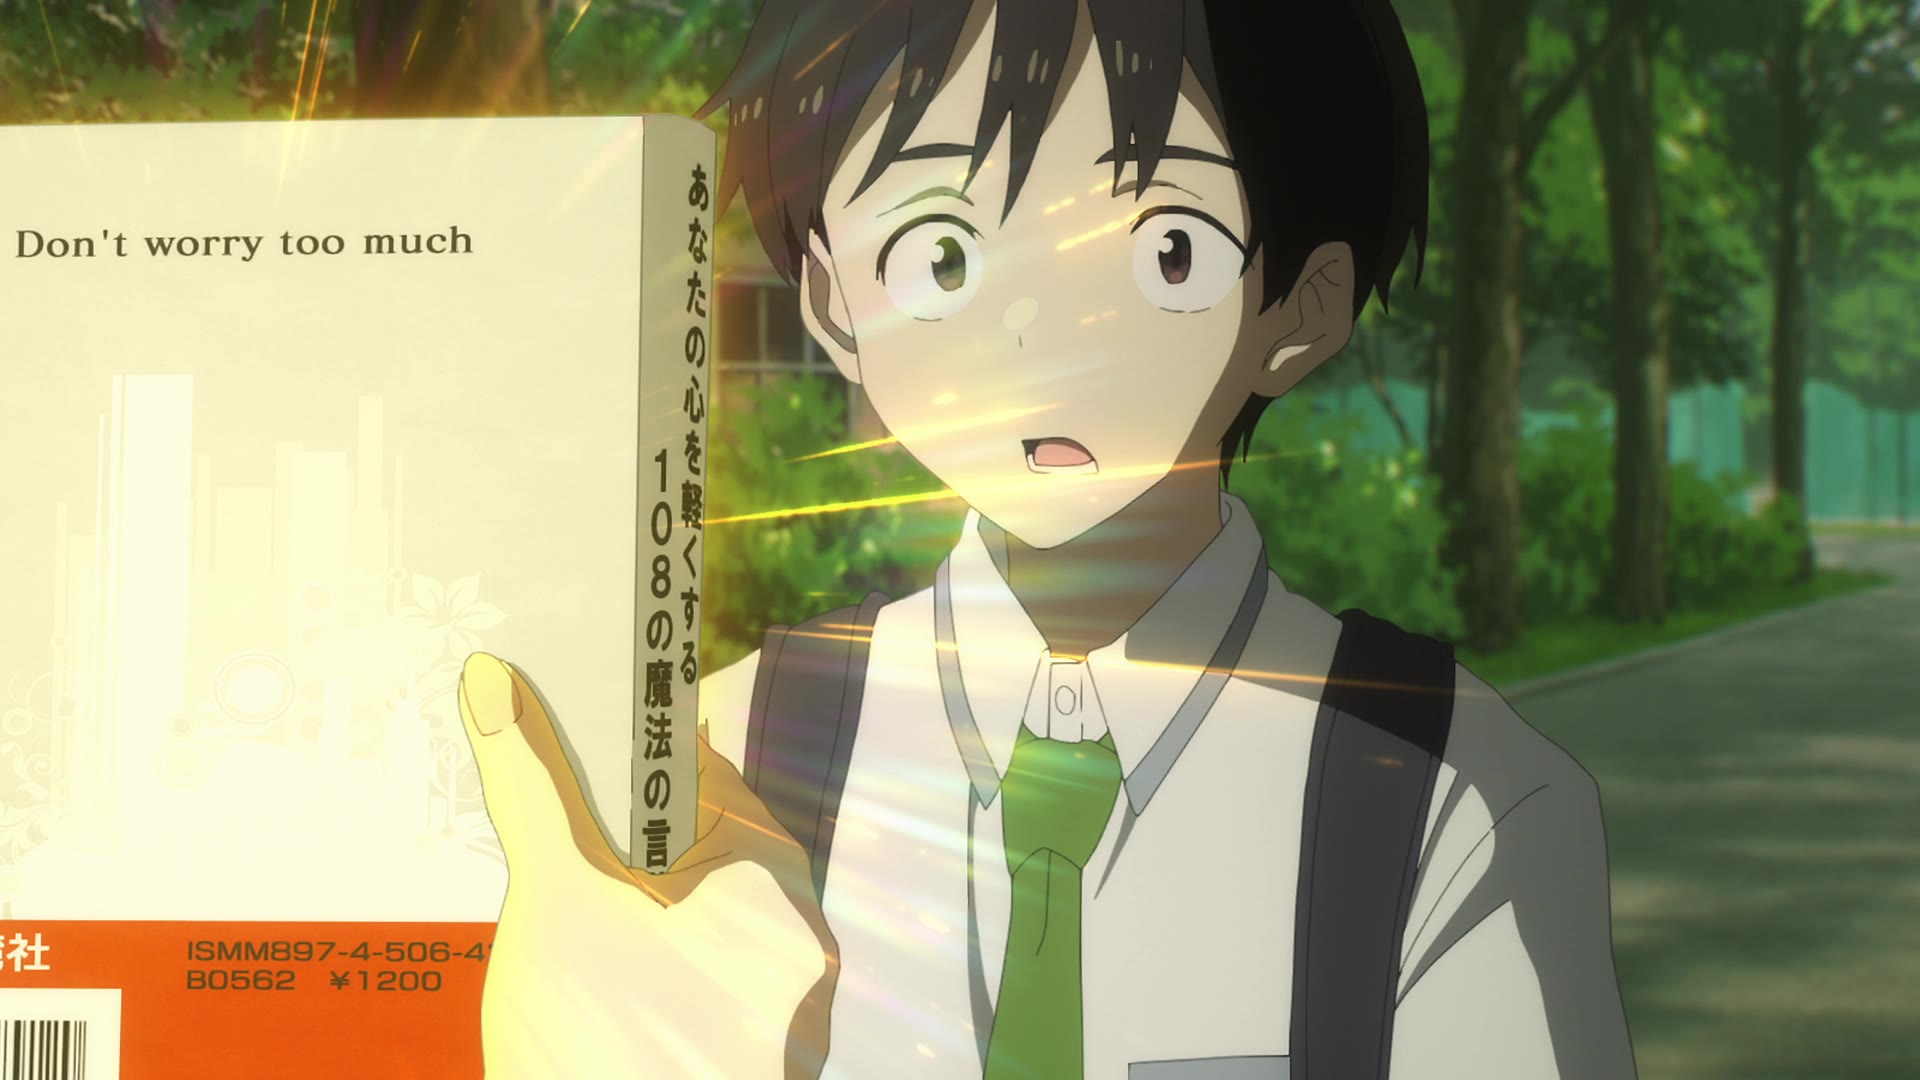 Don't worry too much
あなたの心を軽くする
108の魔法の言
社
ISMM897-4-506-4
B0562 ¥1200